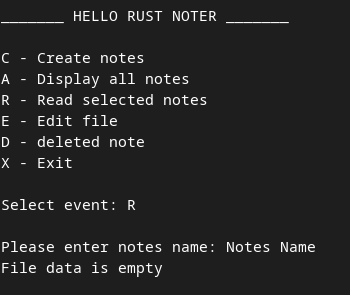 _______ HELLO RUST NOTER _______
C - Create notes
A - Display all notes
R - Read selected notes
E - Edit file
D - deleted note
X - Exit
Select event: R
Please enter notes name: Notes Name
File data is empty